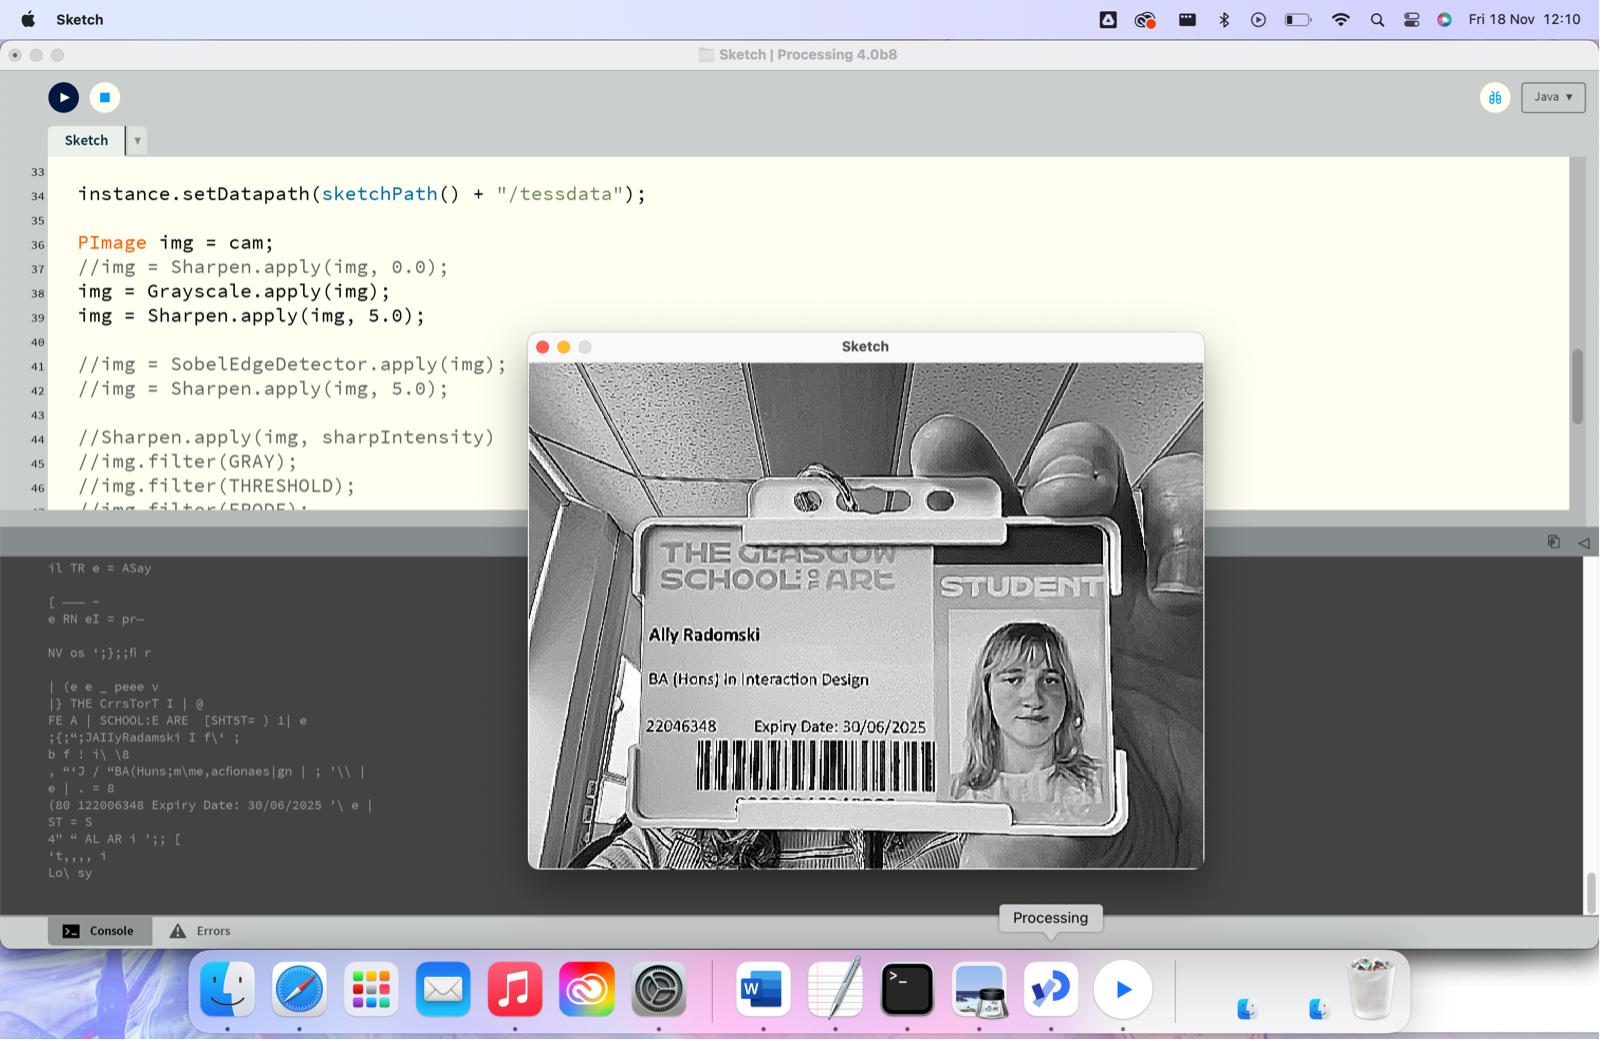 Sketch
Fri 18 Nov 12:10
Sketch | Processing 4.0b8
Java ▼
Sketch ▼
33
34 instance.setDatapath(sketchPath() + "/tessdata");
35
36 PImage img = cam;
37 //img = Sharpen.apply(img, 0.0);
38 img = Grayscale.apply(img);
39 img = Sharpen.apply(img, 5.0);
40
41 //img = SobelEdgeDetector.apply(img);
42 //img = Sharpen.apply(img, 5.0);
43
44 //Sharpen.apply(img, sharpIntensity)
45 //img.filter(GRAY);
46 //img.filter(THRESHOLD);
//img.filter(ERODE);
Sketch
THE GLASGOW
SCHOOL:ART
STUDENT
Ally Radomski
BA (Hons) in Interaction Design
22046348 Expiry Date: 30/06/2025
il TR e = ASay
[ —— –
e RN eI = pr—
NV os ‘;};;ﬁ r
| (e e _ peee v
|} THE CrrsTorT I | @
FE A | SCHOOL:E ARE [SHT5T= ) 1| e
;{;“;JAIIyRadamski I f\‘ ;
b f ! i\ \8
, “‘J / “BA(Huns;m\me,acfionaes|gn | ; '\\ |
e | . = 8
(80 122006348 Expiry Date: 30/06/2025 '\ e |
ST = S
4" “ AL AR i ';; [
‘t,,,, i
Lo\ sy
Processing
Console
Errors
W
>_